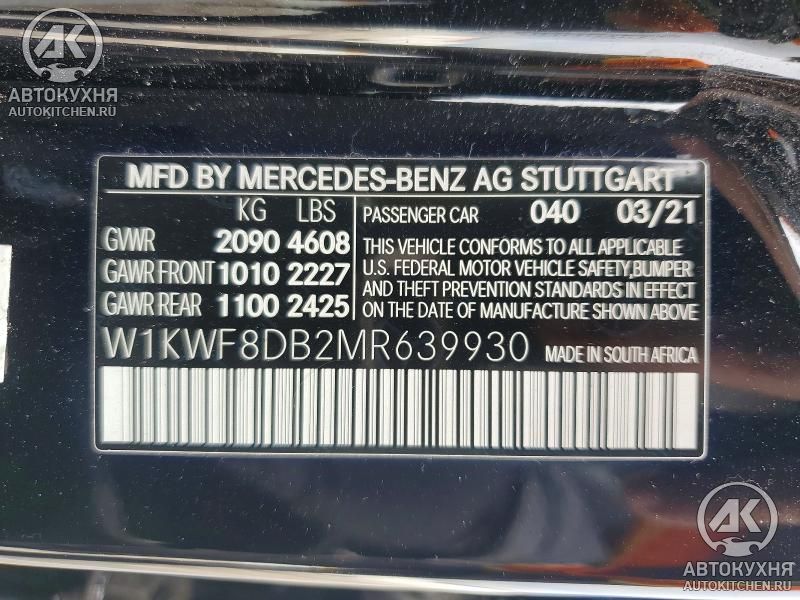 AK
АВТОКУХНЯ
AUTOKITCHEN.RU
MFD BY MERCEDES-BENZ AG STUTTGART
KG LBS
GWR 2090 4608
GAWR FRONT 1010 2227
GAWR REAR 1100 2425
PASSENGER CAR 040 03/21
THIS VEHICLE CONFORMS TO ALL APPLICABLE
U.S. FEDERAL MOTOR VEHICLE SAFETY,BUMPER
AND THEFT PREVENTION STANDARDS IN EFFECT
ON THE DATE OF MANUFACTURE SHOWN ABOVE
W1KWF8DB2MR639930 MADE IN SOUTH AFRICA
AK
АВТОКУХНЯ
AUTOKITCHEN.RU